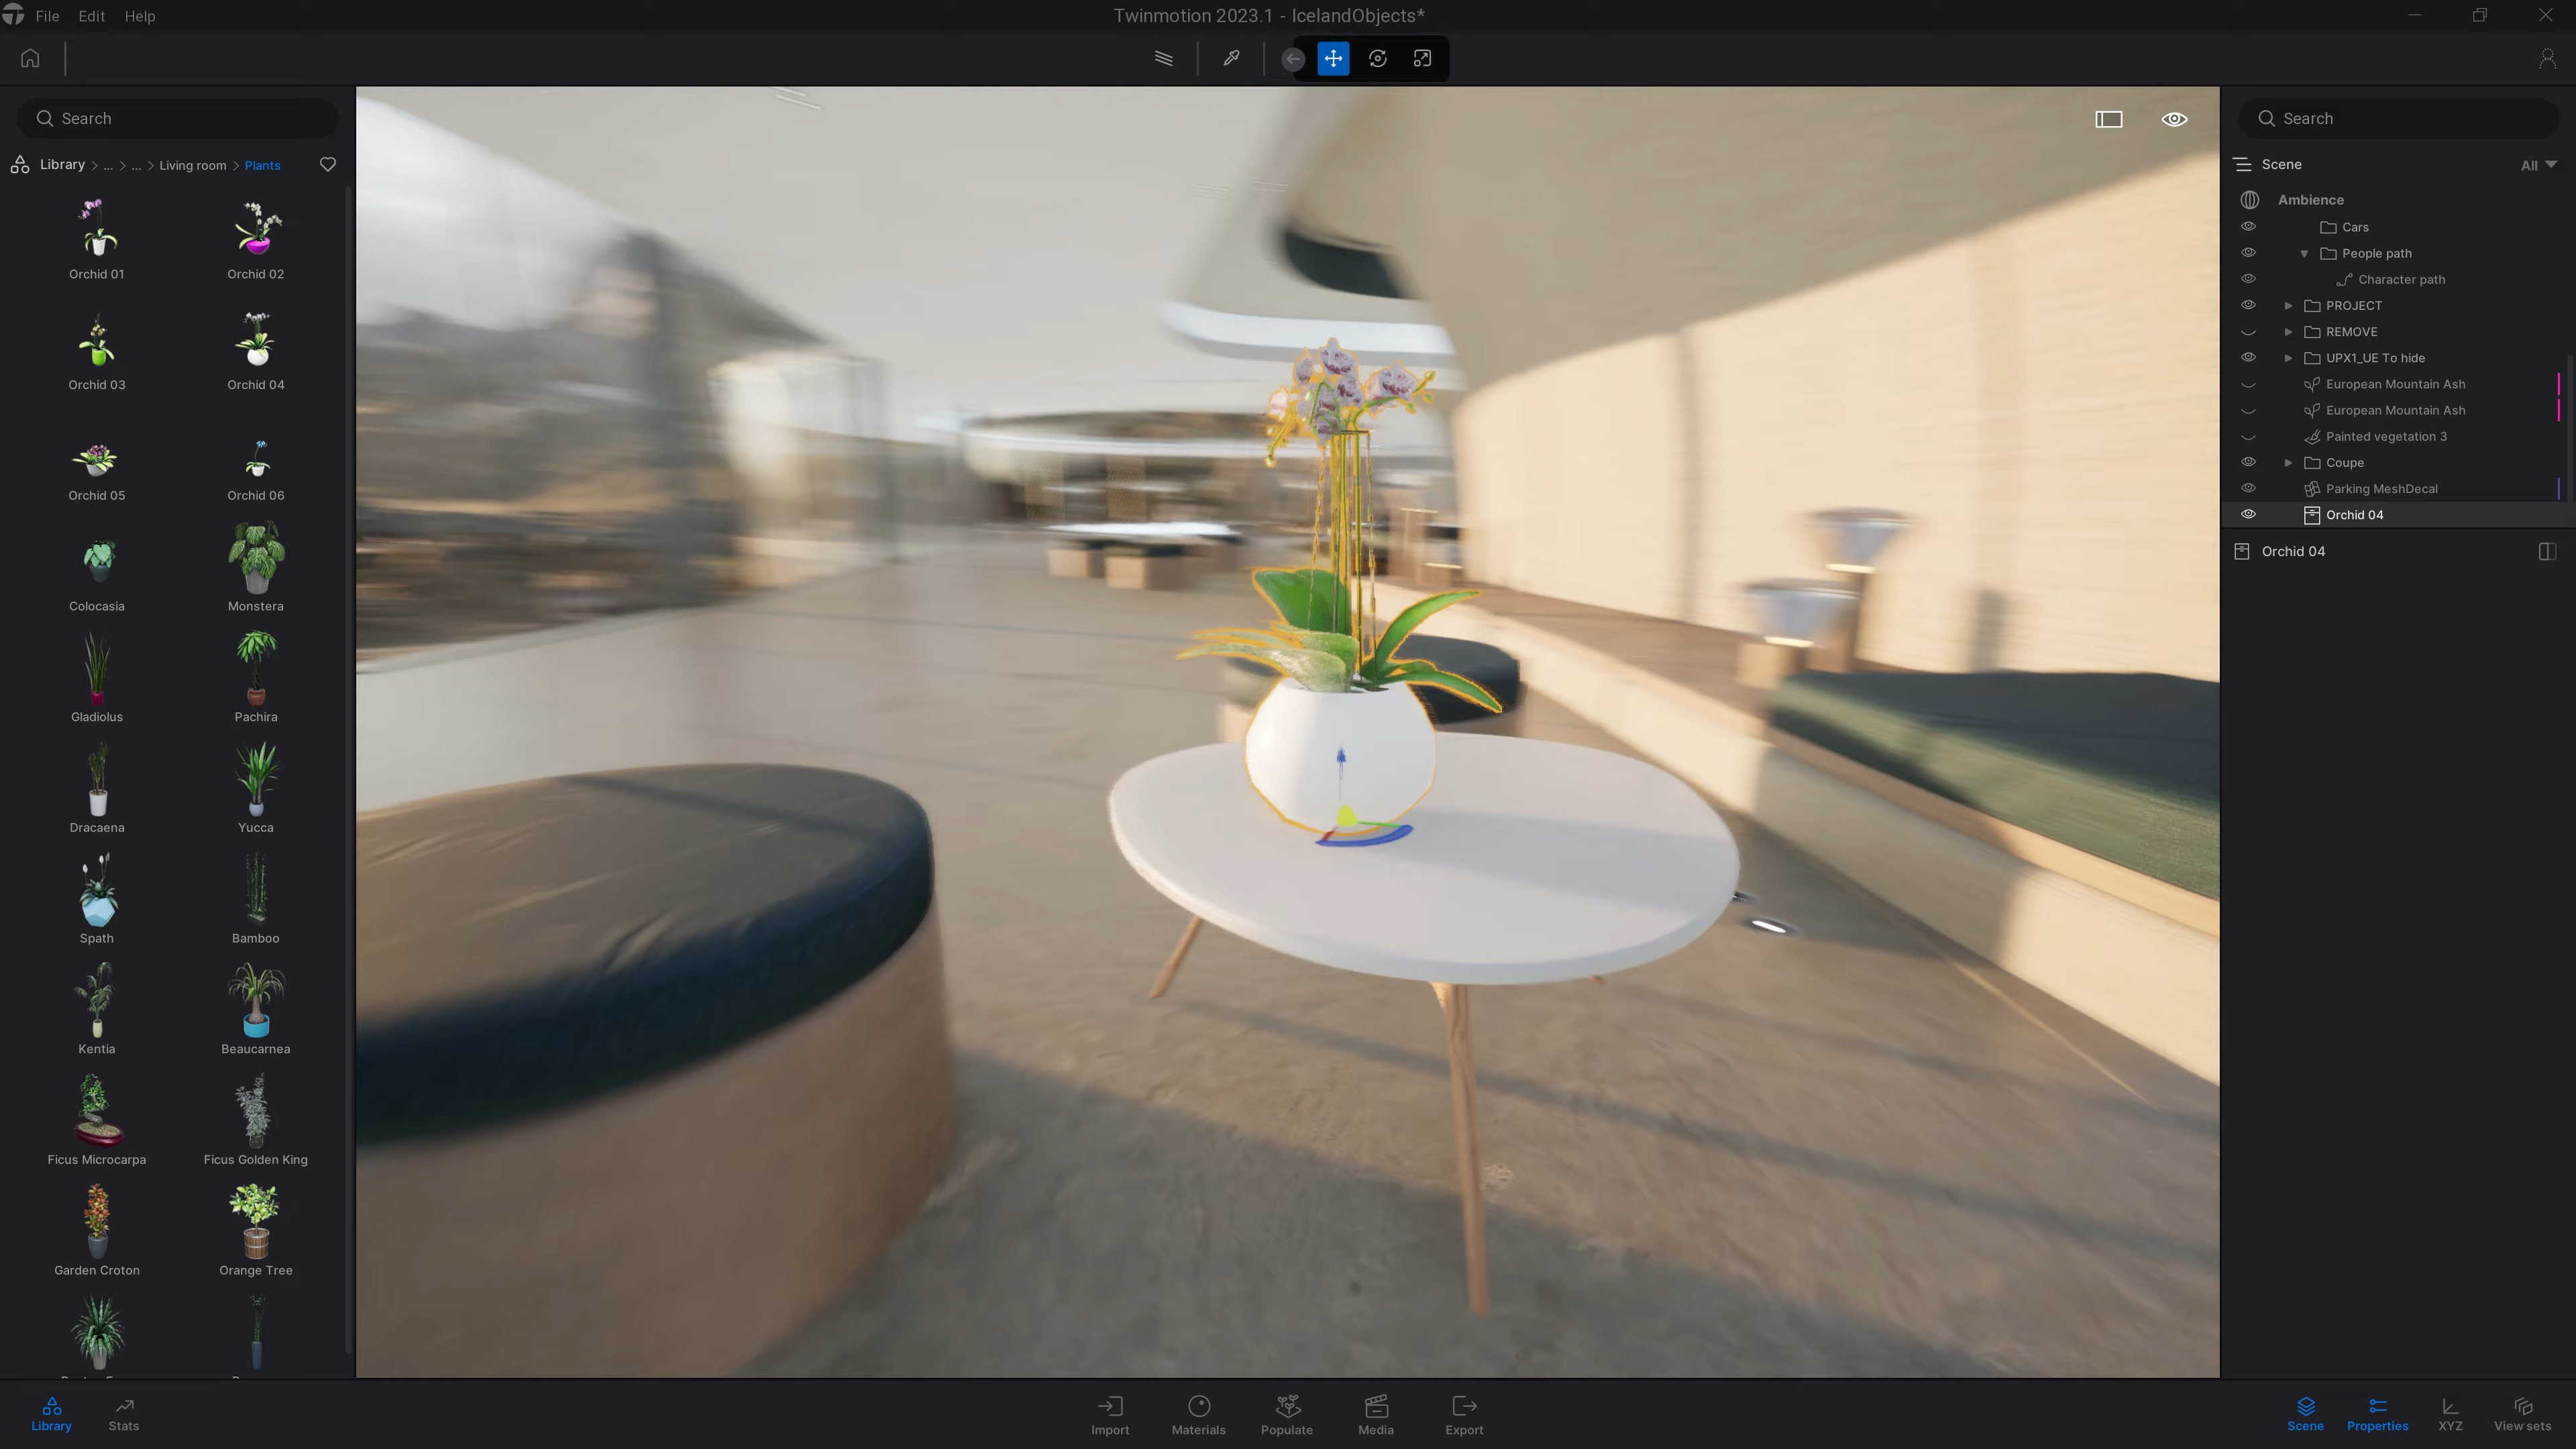 File Edit Help
Twinmotion 2023.1 - IcelandObjects*
Search
Library > ... > ... > Living room > Plants
Orchid 01
Orchid 02
Orchid 03
Orchid 04
Orchid 05
Orchid 06
Colocasia
Monstera
Gladiolus
Pachira
Dracaena
Yucca
Spath
Bamboo
Kentia
Beaucarnea
Ficus Microcarpa
Ficus Golden King
Garden Croton
Orange Tree
Search
Scene
All
Ambience
Cars
People path
Character path
PROJECT
REMOVE
UPX1_UE To hide
European Mountain Ash
European Mountain Ash
Painted vegetation 3
Coupe
Parking MeshDecal
Orchid 04
Orchid 04
Library
Stats
Import
Materials
Populate
Media
Export
Scene
Properties
XYZ
View sets